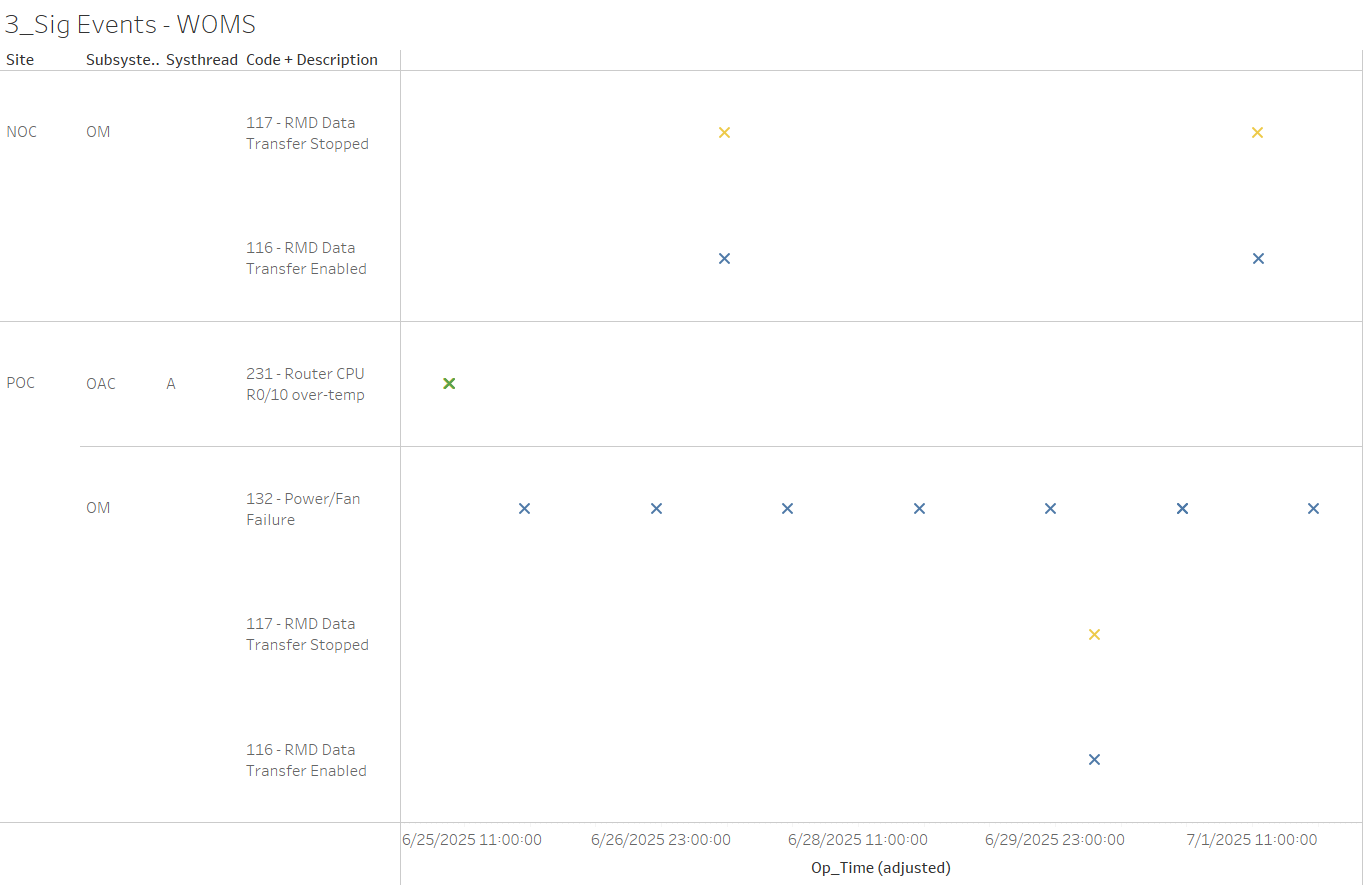 3_Sig Events - WOMS
Site Subsyste.. Systhread Code + Description
NOC OM 117 - RMD Data
Transfer Stopped
116 - RMD Data
Transfer Enabled
POC OAC A 231 - Router CPU
R0/10 over-temp
OM 132 - Power/Fan
Failure
117 - RMD Data
Transfer Stopped
116 - RMD Data
Transfer Enabled
6/25/2025 11:00:00 6/26/2025 23:00:00 6/28/2025 11:00:00 6/29/2025 23:00:00 7/1/2025 11:00:00
Op_Time (adjusted)